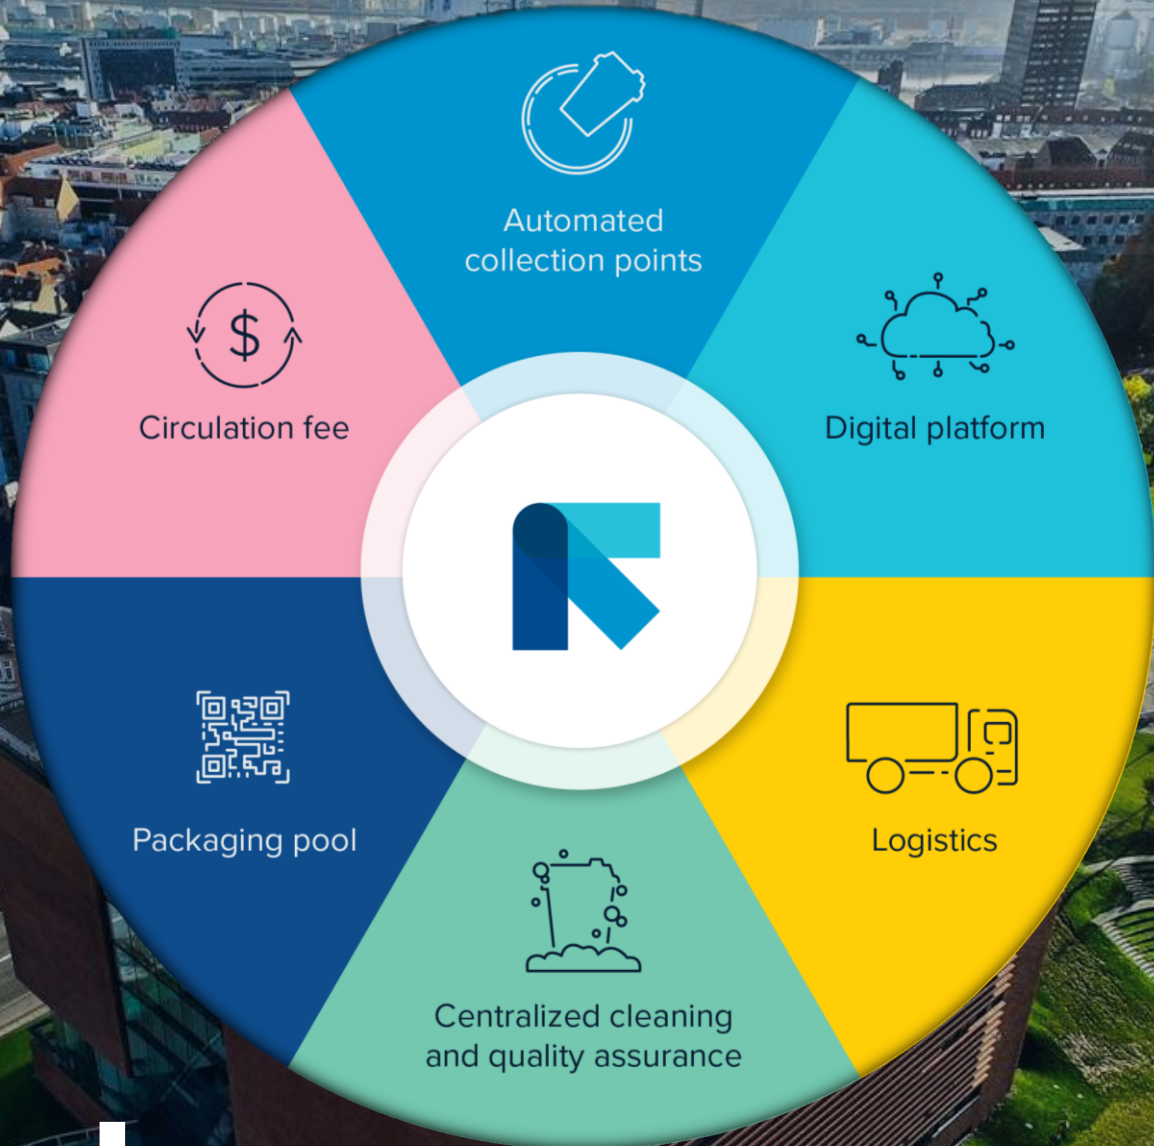 Automated
collection points
Digital platform
Logistics
Centralized cleaning
and quality assurance
Packaging pool
$
Circulation fee